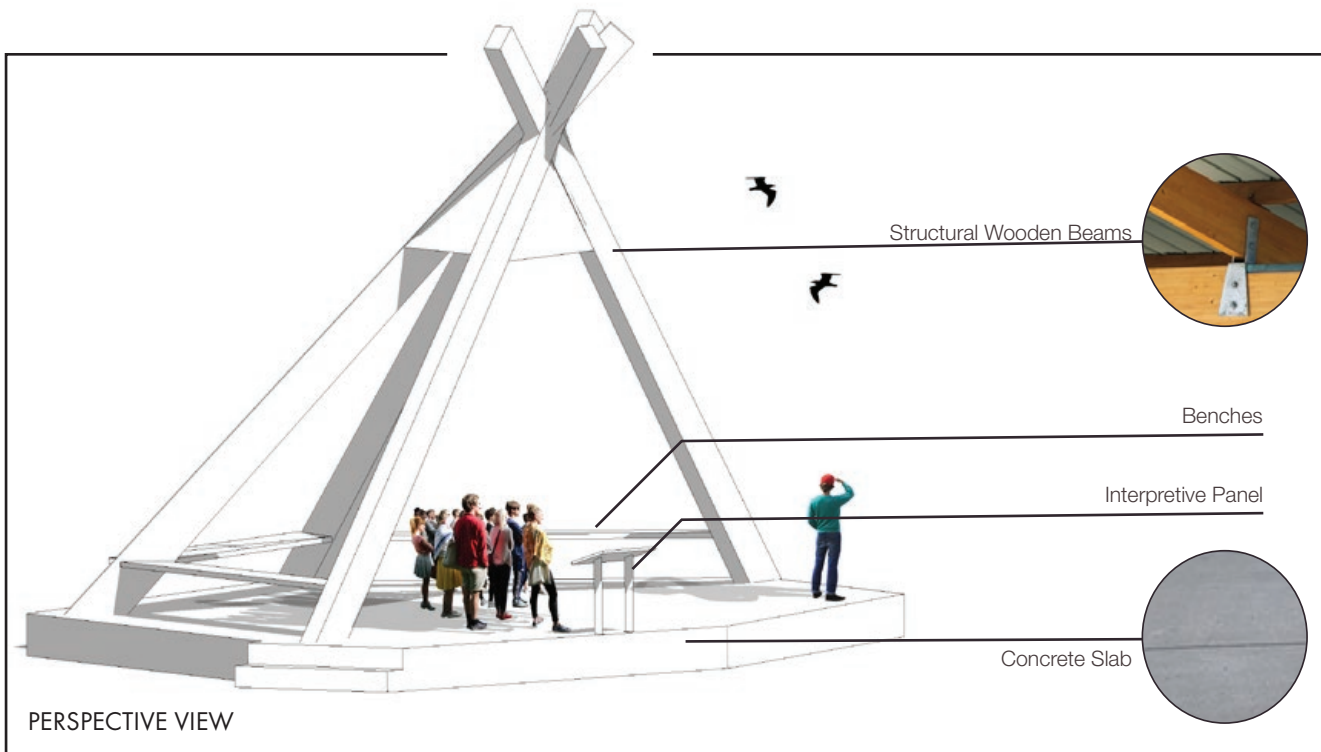 Structural Wooden Beams
Benches
Interpretive Panel
Concrete Slab
PERSPECTIVE VIEW